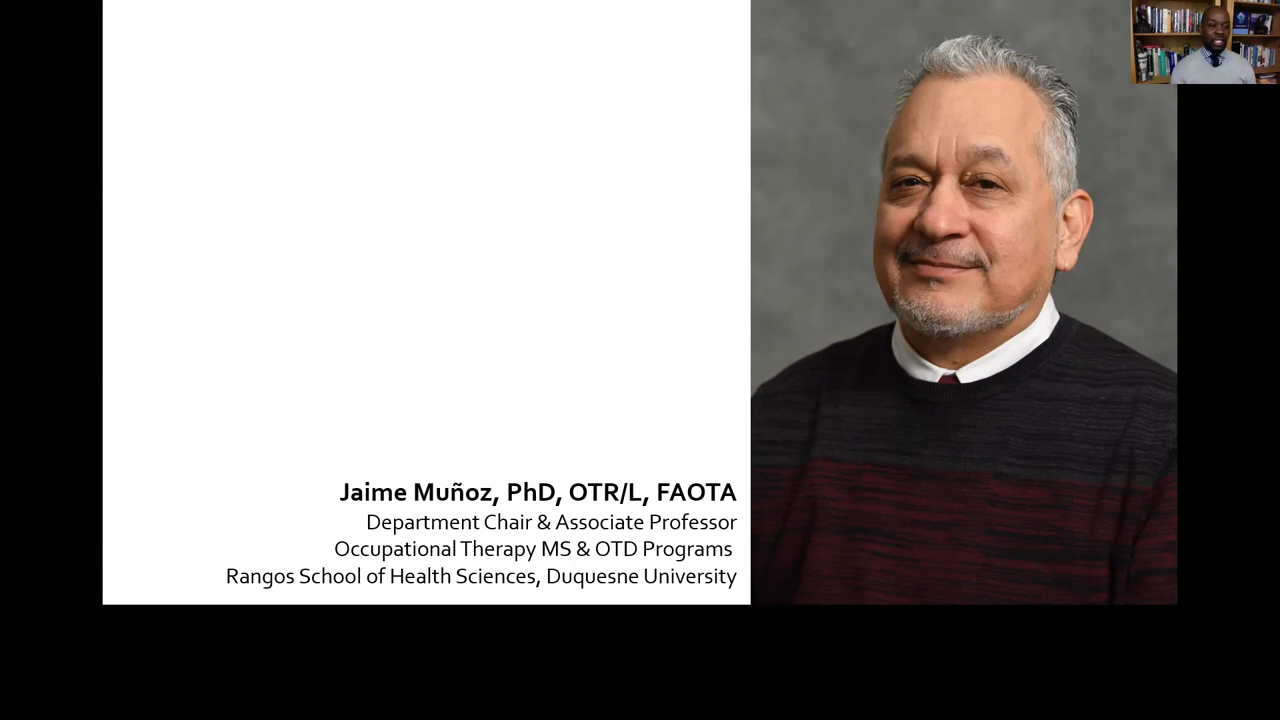 Jaime Muñoz, PhD, OTR/L, FAOTA
Department Chair & Associate Professor
Occupational Therapy MS & OTD Programs
Rangos School of Health Sciences, Duquesne University